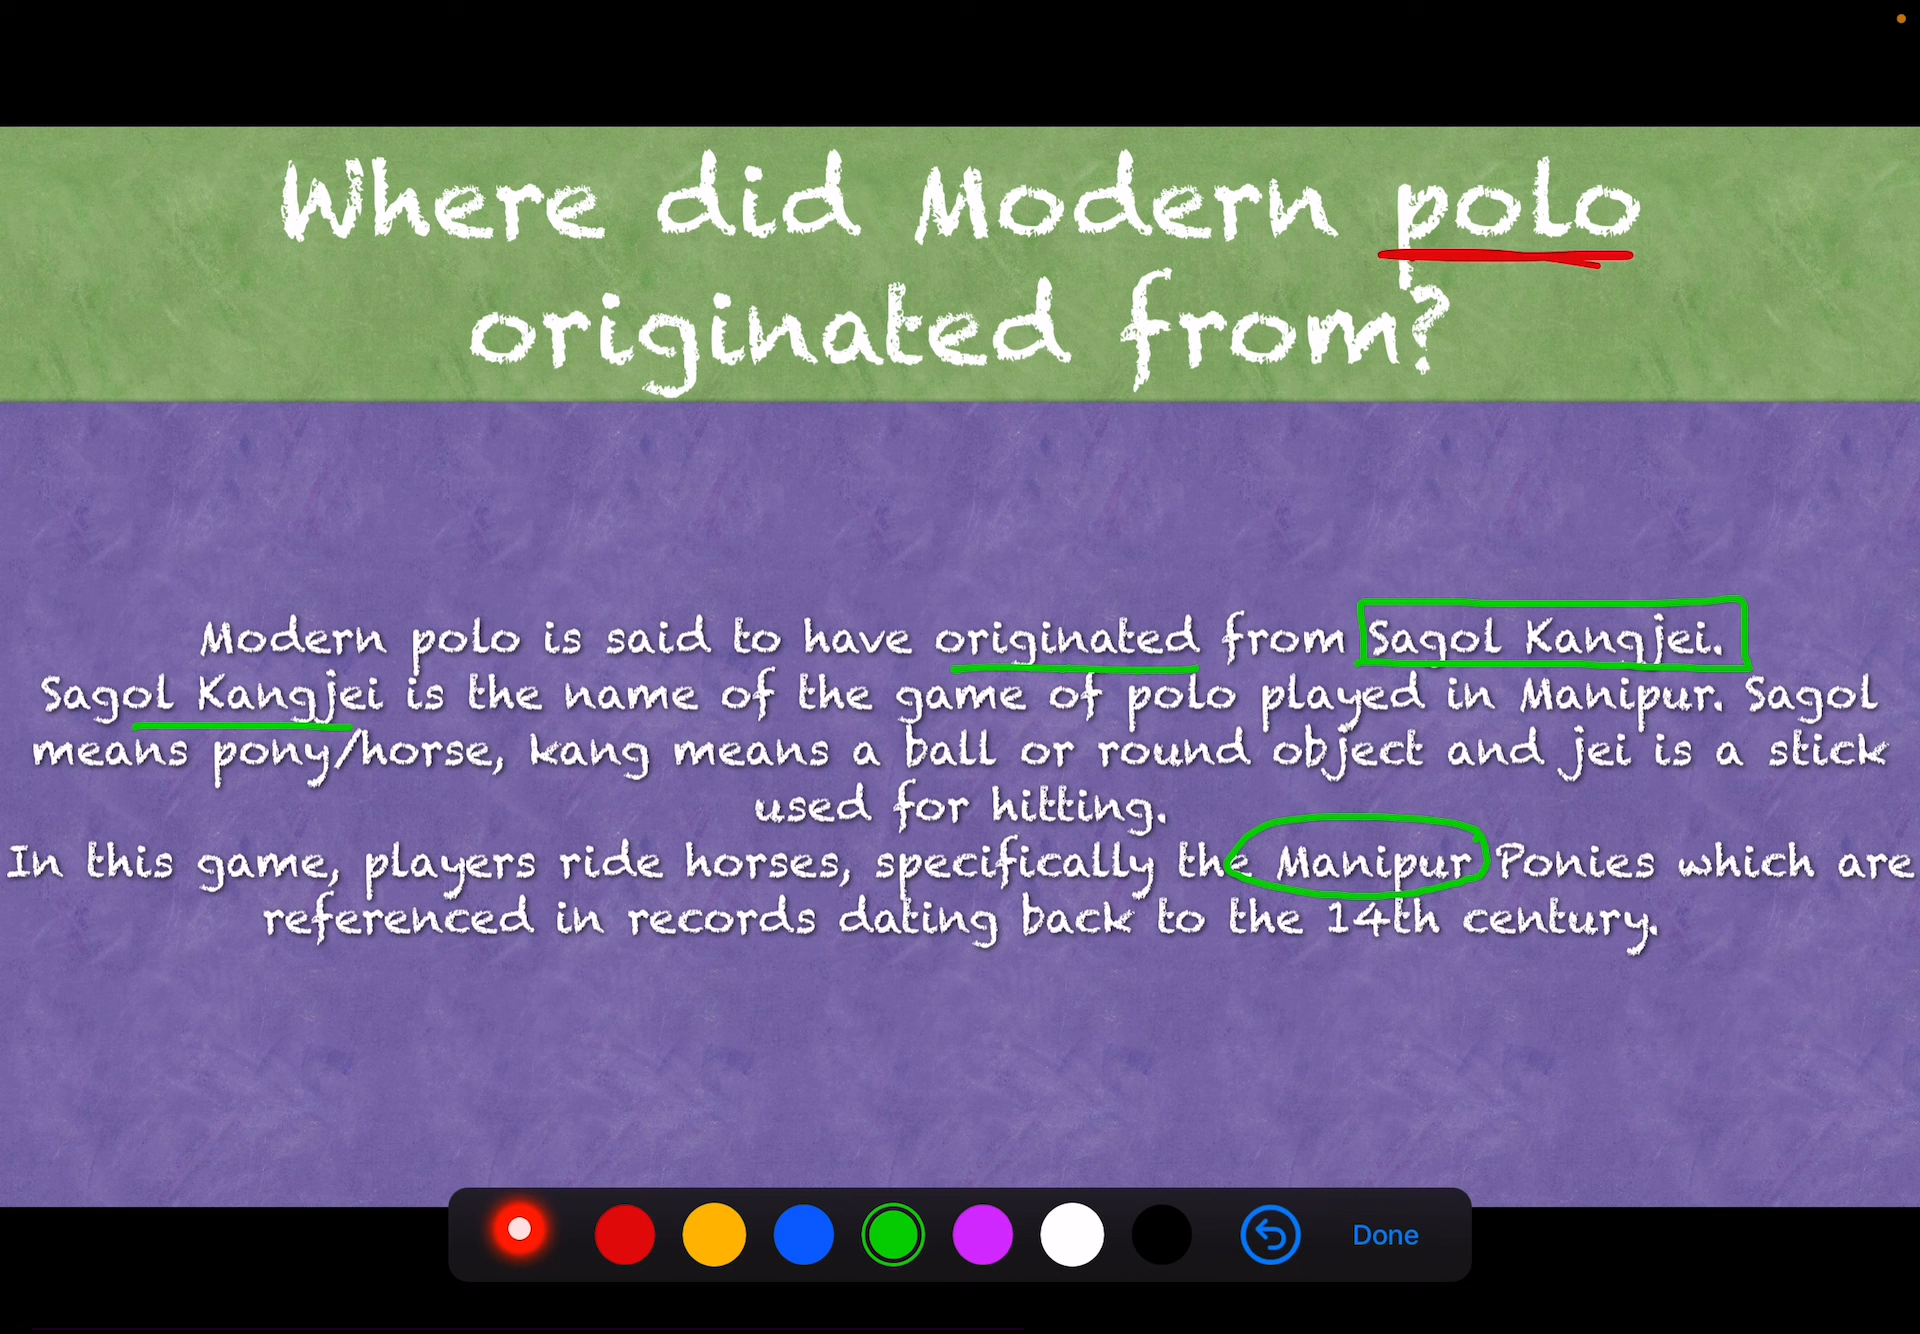 Where did Modern polo
originated from?
Modern polo is said to have originated from Sagol Kangjei.
Sagol Kangjei is the name of the game of polo played in Manipur. Sagol
means pony/horse, kang means a ball or round object and jei is a stick
used for hitting.
In this game, players ride horses, specifically the Manipur Ponies which are
referenced in records dating back to the 14th century.
Done